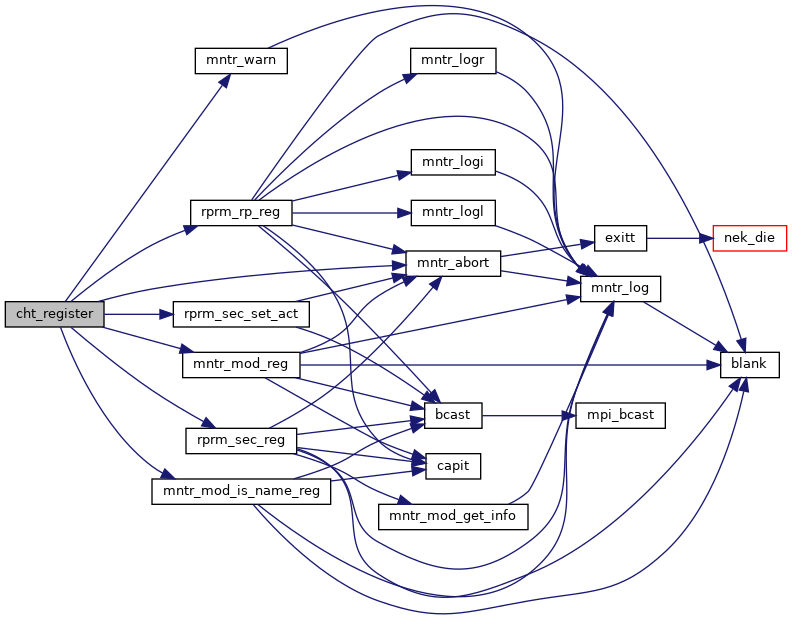 mntr_warn
mntr_logr
mntr_logi
rprm_rp_reg
mntr_logl
exitt
nek_die
mntr_abort
mntr_log
cht_register
rprm_sec_set_act
mntr_mod_reg
blank
bcast
mpi_bcast
rprm_sec_reg
capit
mntr_mod_is_name_reg
mntr_mod_get_info